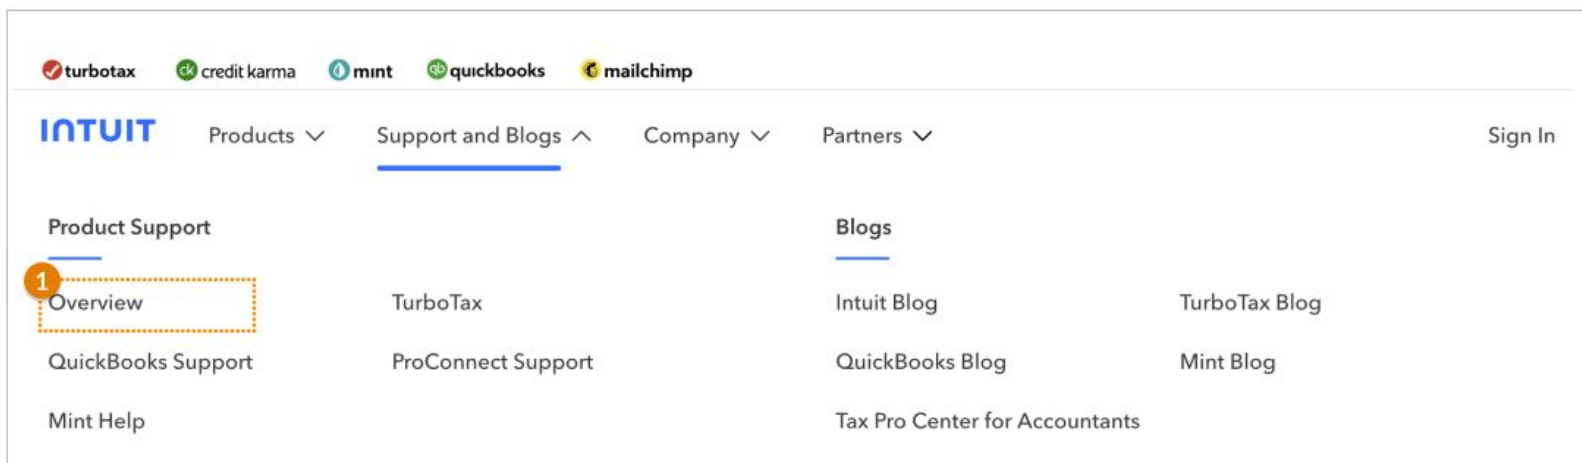 turbotax credit karma mint quickbooks mailchimp
INTUIT Products Support and Blogs Company Partners Sign In
Product Support Blogs
1
Overview TurboTax Intuit Blog TurboTax Blog
QuickBooks Support ProConnect Support QuickBooks Blog Mint Blog
Mint Help Tax Pro Center for Accountants